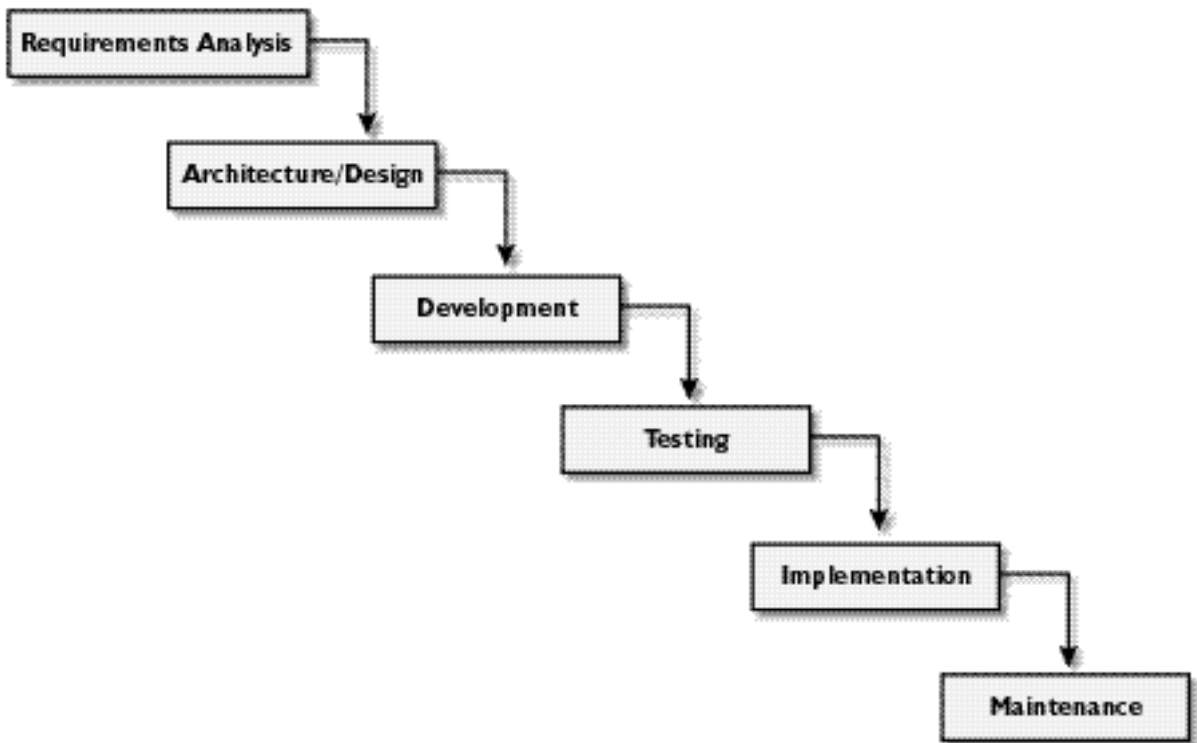 Requirements Analysis
Architecture/Design
Development
Testing
Implementation
Maintenance